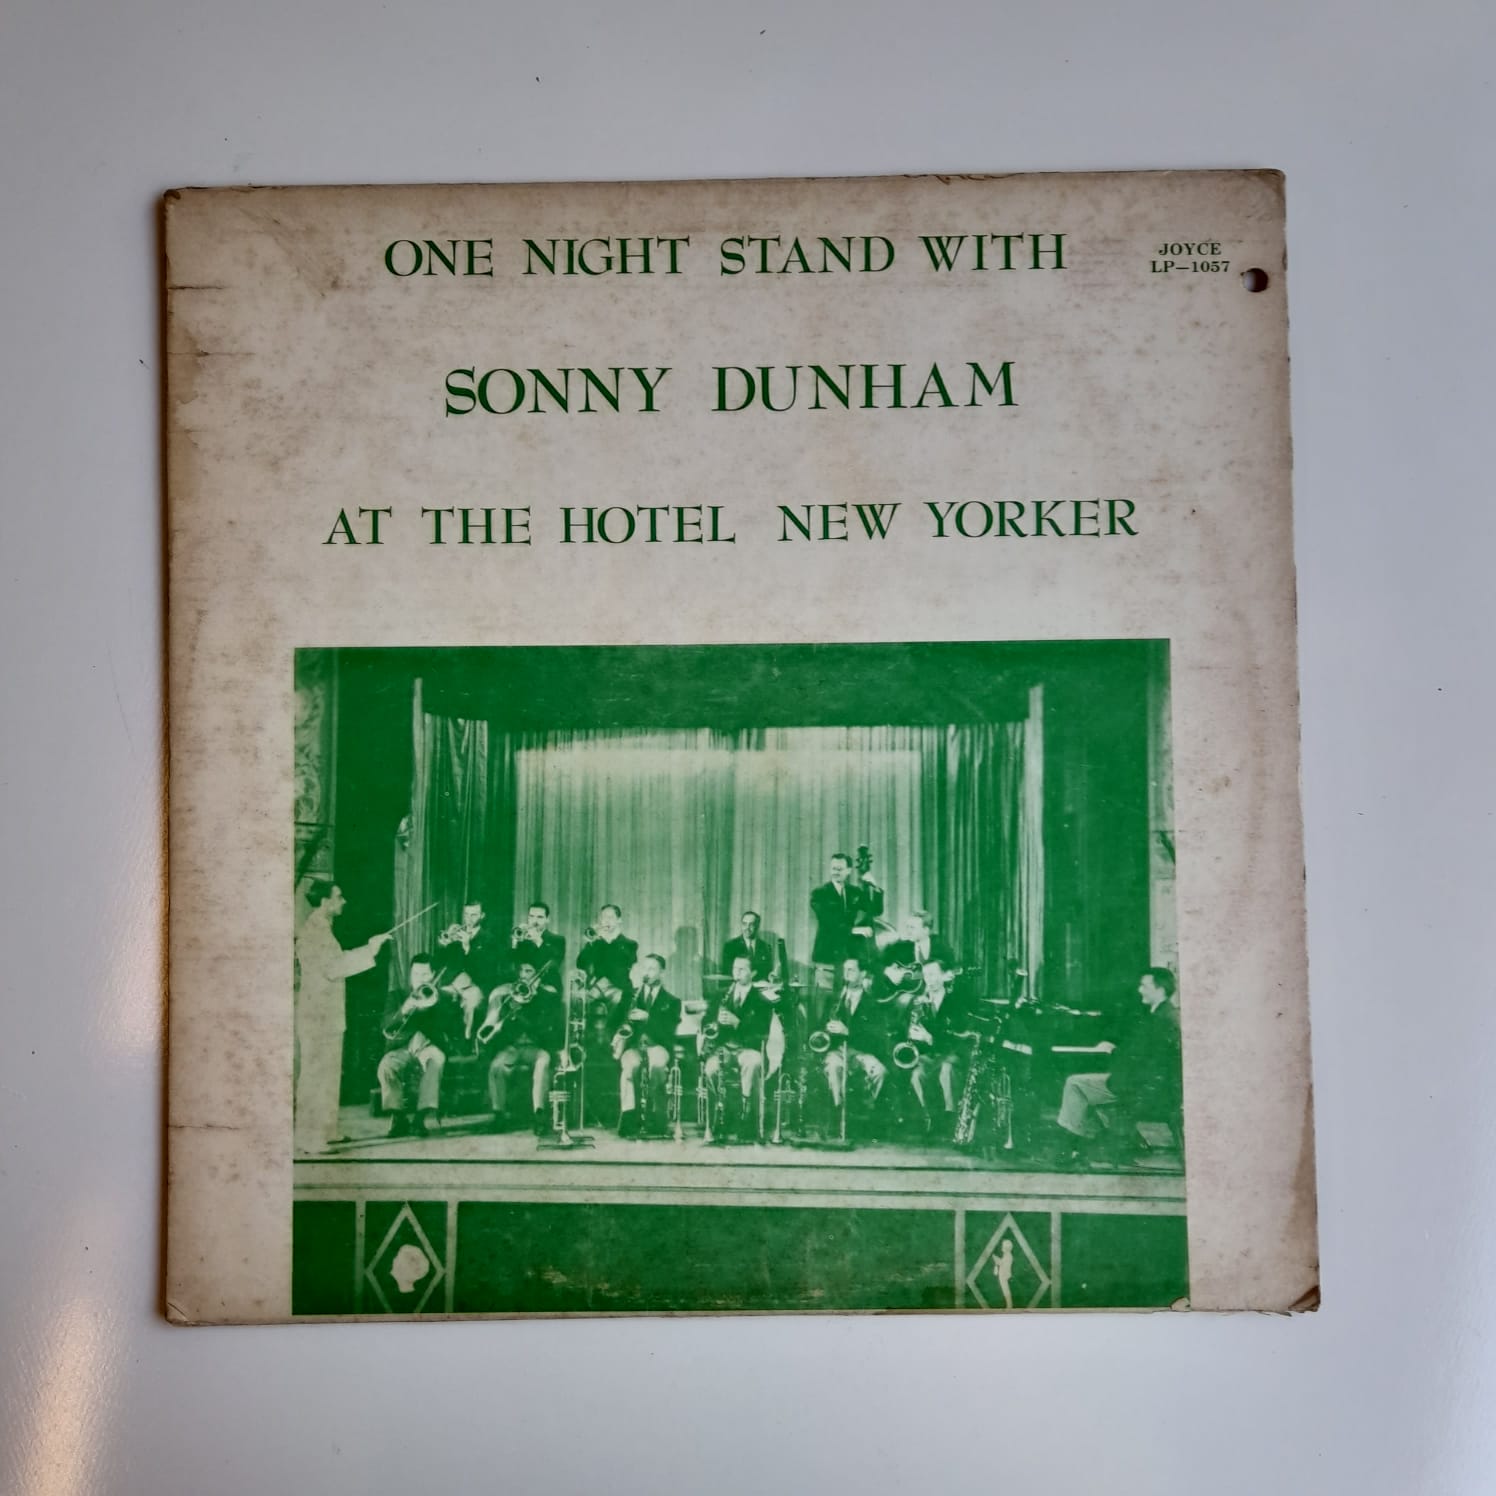 ONE NIGHT STAND WITH
JOYCE
LP-1057
SONNY DUNHAM
AT THE HOTEL NEW YORKER